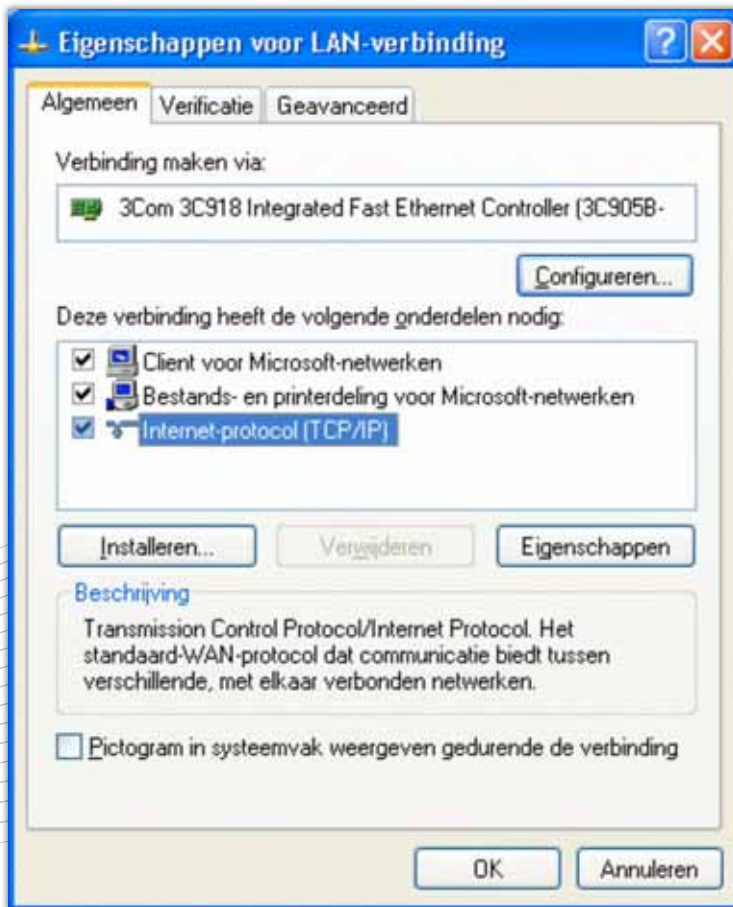 Eigenschappen voor LAN-verbinding
Algemeen Verificatie Geavanceerd
Verbinding maken via:
3Com 3C918 Integrated Fast Ethernet Controller (3C905B-
Configureren...
Deze verbinding heeft de volgende onderdelen nodig:
Client voor Microsoft-netwerken
Bestands- en printerdeling voor Microsoft-netwerken
Internet-protocol (TCP/IP)
Installeren... Verwijderen Eigenschappen
Beschrijving
Transmission Control Protocol/Internet Protocol. Het
standaard-WAN-protocol dat communicatie biedt tussen
verschillende, met elkaar verbonden netwerken.
Pictogram in systeemvak weergeven gedurende de verbinding
OK Annuleren